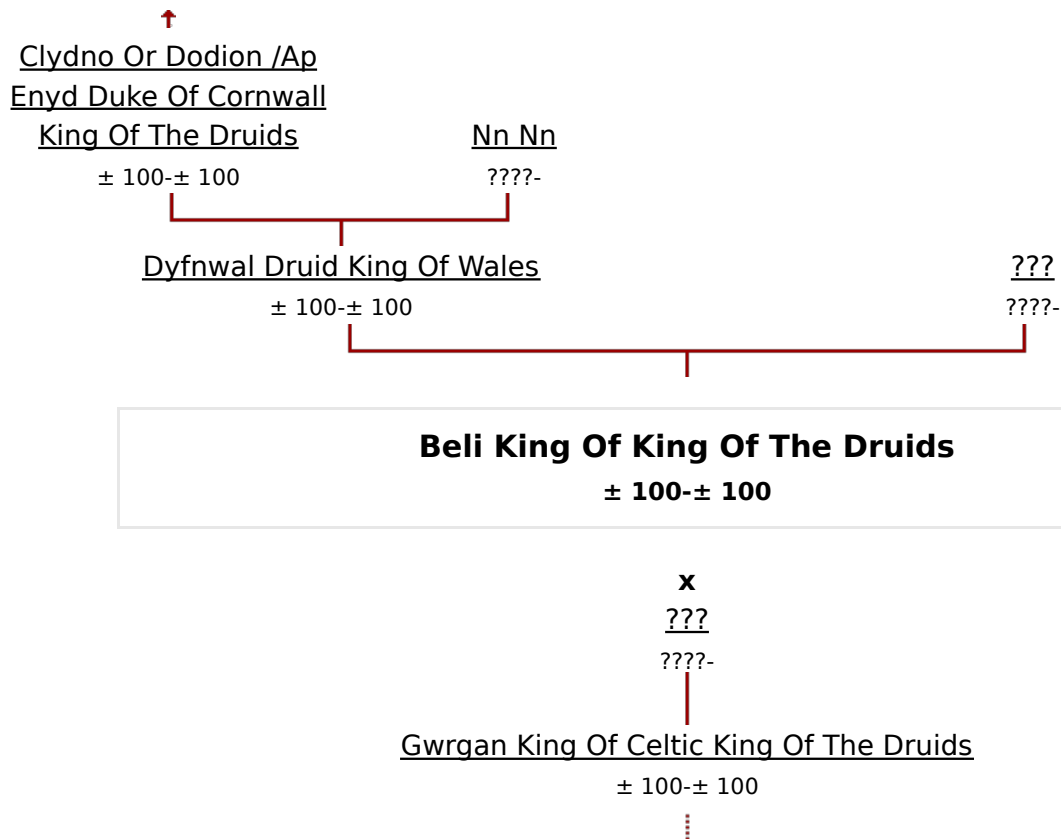 Clydno Or Dodion /Ap
Enyd Duke Of Cornwall
King Of The Druids
± 100-± 100
Nn Nn
????-
Dyfnwal Druid King Of Wales
± 100-± 100
???
????-
Beli King Of King Of The Druids
± 100-± 100
x
???
????-
Gwrgan King Of Celtic King Of The Druids
± 100-± 100